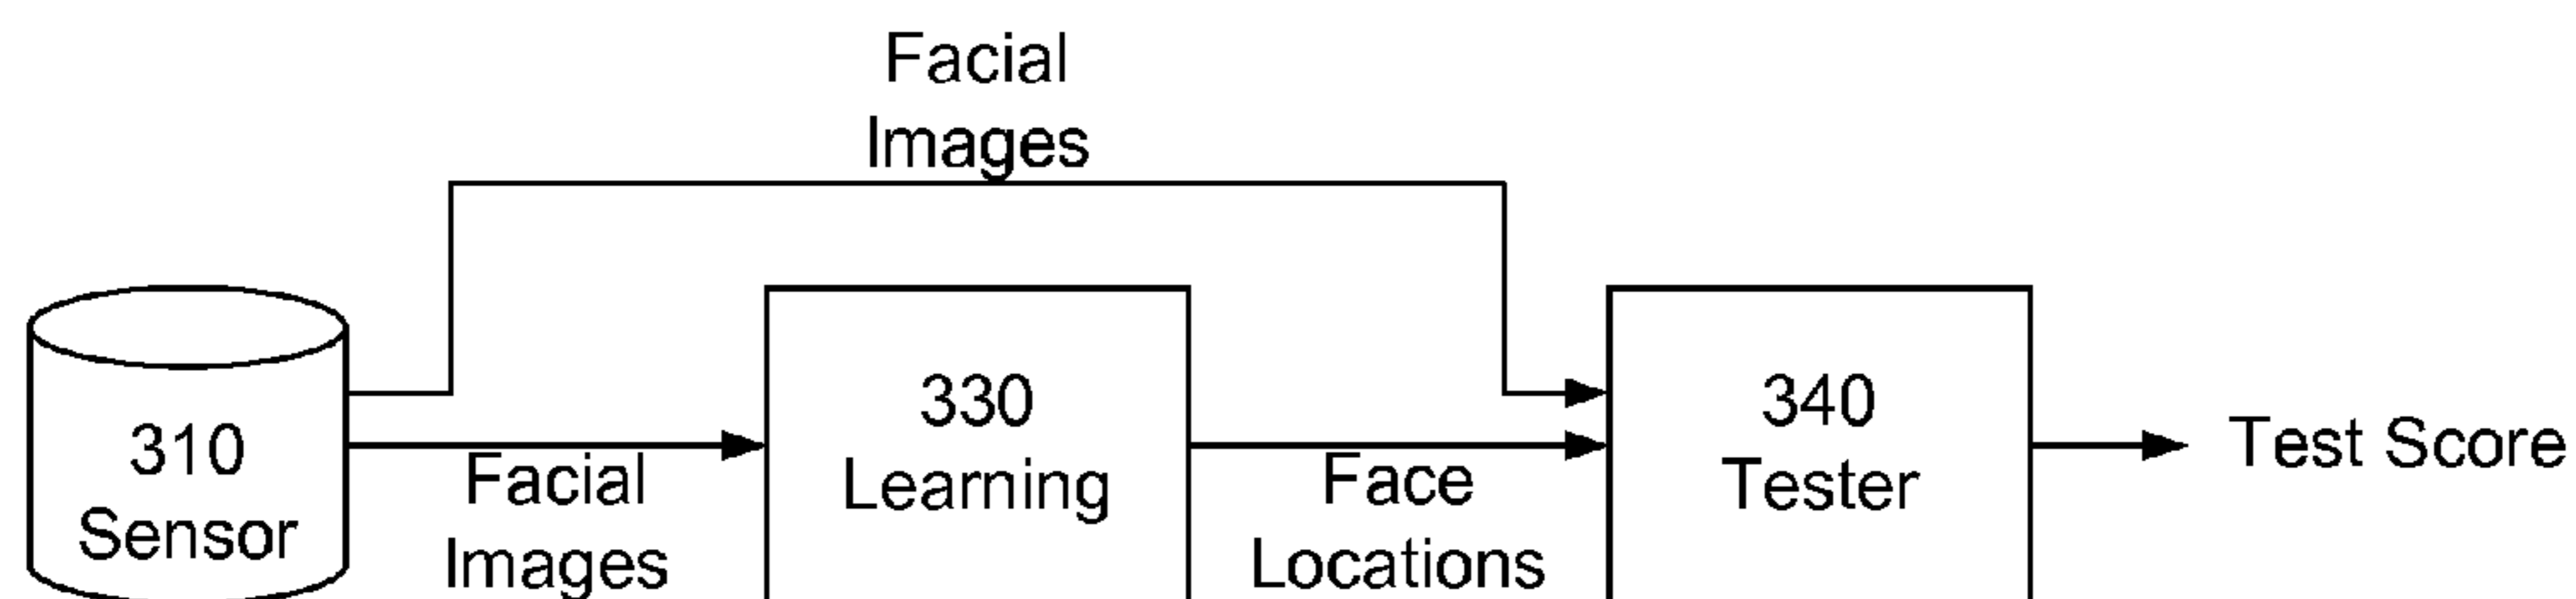 Facial
Images
310
Sensor
Facial
Images
330
Learning
Face
Locations
340
Tester
Test Score